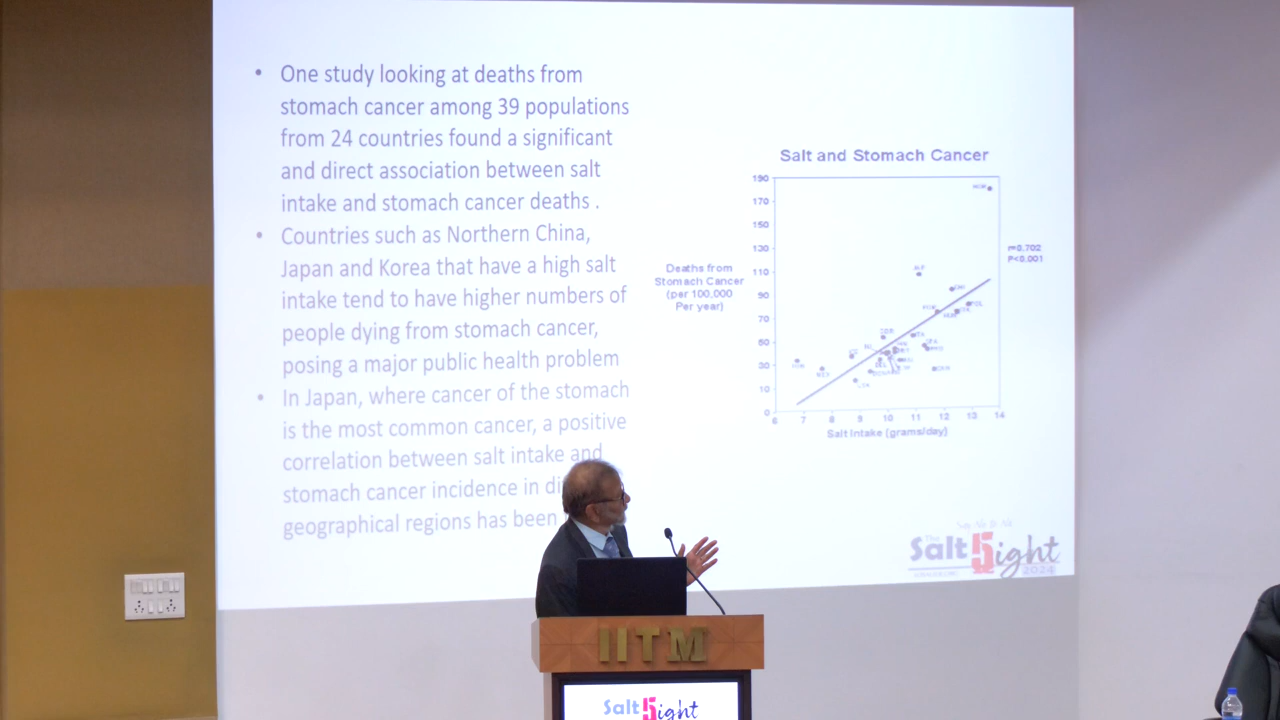 One study looking at deaths from
stomach cancer among 39 populations
from 24 countries found a significant
and direct association between salt
intake and stomach cancer deaths .
Countries such as Northern China,
Japan and Korea that have a high salt
intake tend to have higher numbers of
people dying from stomach cancer,
posing a major public health problem
In Japan, where cancer of the stomach
is the most common cancer, a positive
correlation between salt intake and
stomach cancer incidence in di
geographical regions has been
Salt and Stomach Cancer
190
170
150
130
110
90
70
50
30
10
0
6 7 8 9 10 11 12 13 14
Deaths from
Stomach Cancer
(per 100,000
Per year)
r=0.702
P<0.001
POL
MEX
Salt Intake (grams/day)
The
Salt 5ight
2024
IITM
Salt 5ight